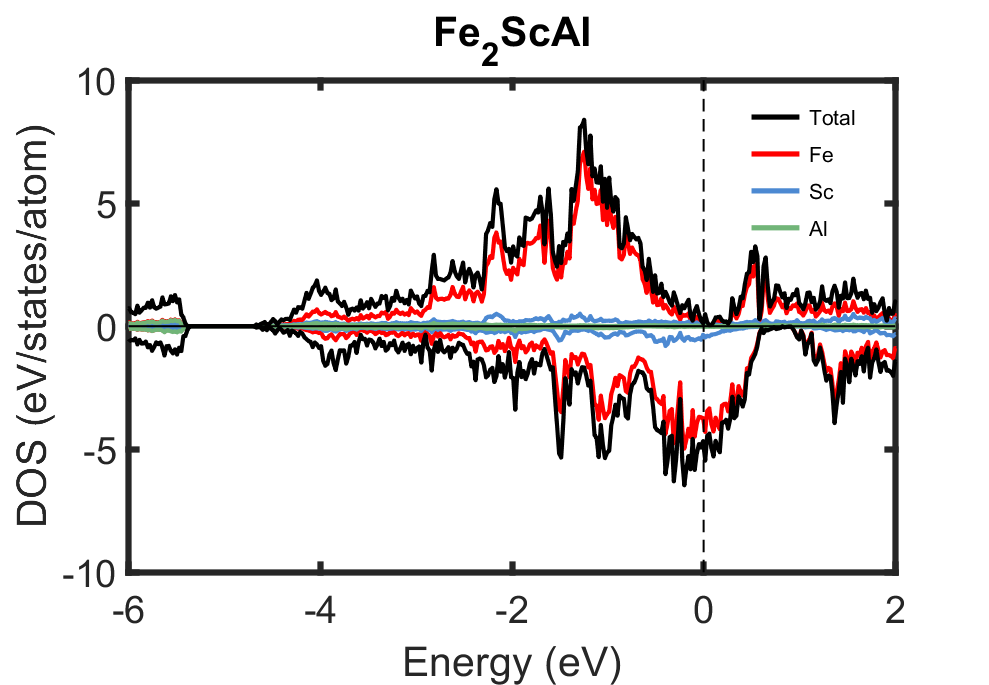 Fe2ScAl
10
5
0
-5
-10
DOS (eV/states/atom)
Total
Fe
Sc
Al
-6
-4
-2
0
2
Energy (eV)